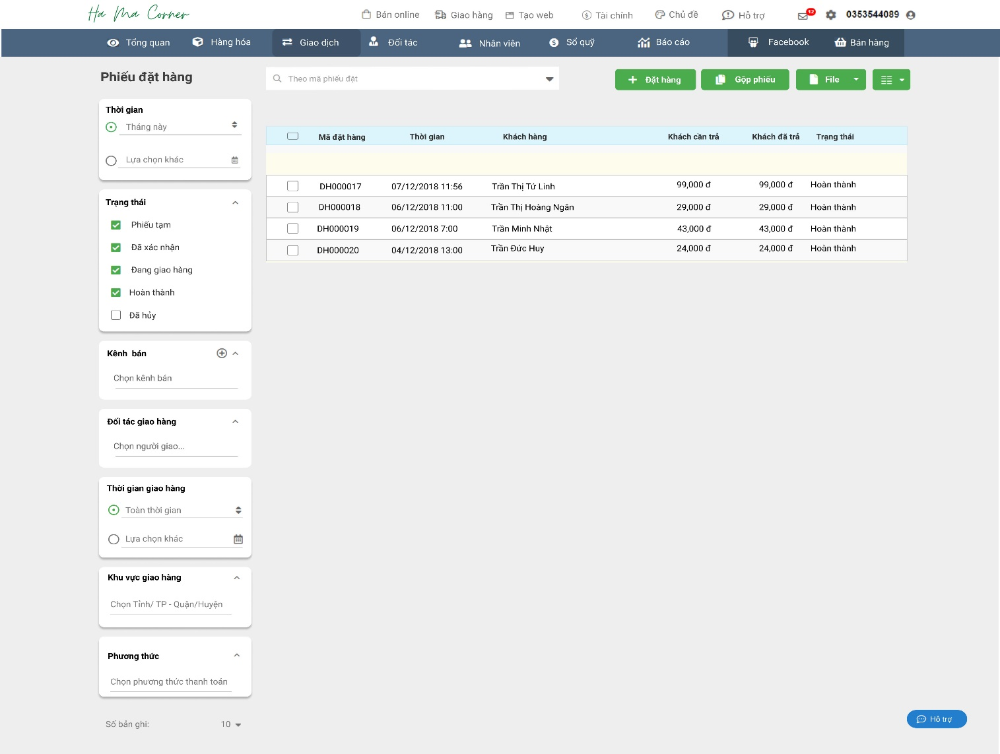 Ha Ma Corner
Bán online Giao hàng Tạo web Tài chính Chủ đề Hỗ trợ 12 0353544089
Tổng quan Hàng hóa Giao dịch Đối tác Nhân viên Sổ quỹ Báo cáo Facebook Bán hàng
Phiếu đặt hàng
Theo mã phiếu đặt
Đặt hàng Gộp phiếu File
Thời gian
Tháng này
Lựa chọn khác
Trạng thái
Phiếu tạm
Đã xác nhận
Đang giao hàng
Hoàn thành
Đã hủy
Kênh bán
Chọn kênh bán
Đối tác giao hàng
Chọn người giao...
Thời gian giao hàng
Toàn thời gian
Lựa chọn khác
Khu vực giao hàng
Chọn Tỉnh/ TP - Quận/Huyện
Phương thức
Chọn phương thức thanh toán
Số bản ghi: 10
Mã đặt hàng Thời gian Khách hàng Khách cần trả Khách đã trả Trạng thái
DH000017 07/12/2018 11:56 Trần Thị Tứ Linh 99,000 đ 99,000 đ Hoàn thành
DH000018 06/12/2018 11:00 Trần Thị Hoàng Ngân 29,000 đ 29,000 đ Hoàn thành
DH000019 06/12/2018 7:00 Trần Minh Nhật 43,000 đ 43,000 đ Hoàn thành
DH000020 04/12/2018 13:00 Trần Đức Huy 24,000 đ 24,000 đ Hoàn thành
Hỗ trợ